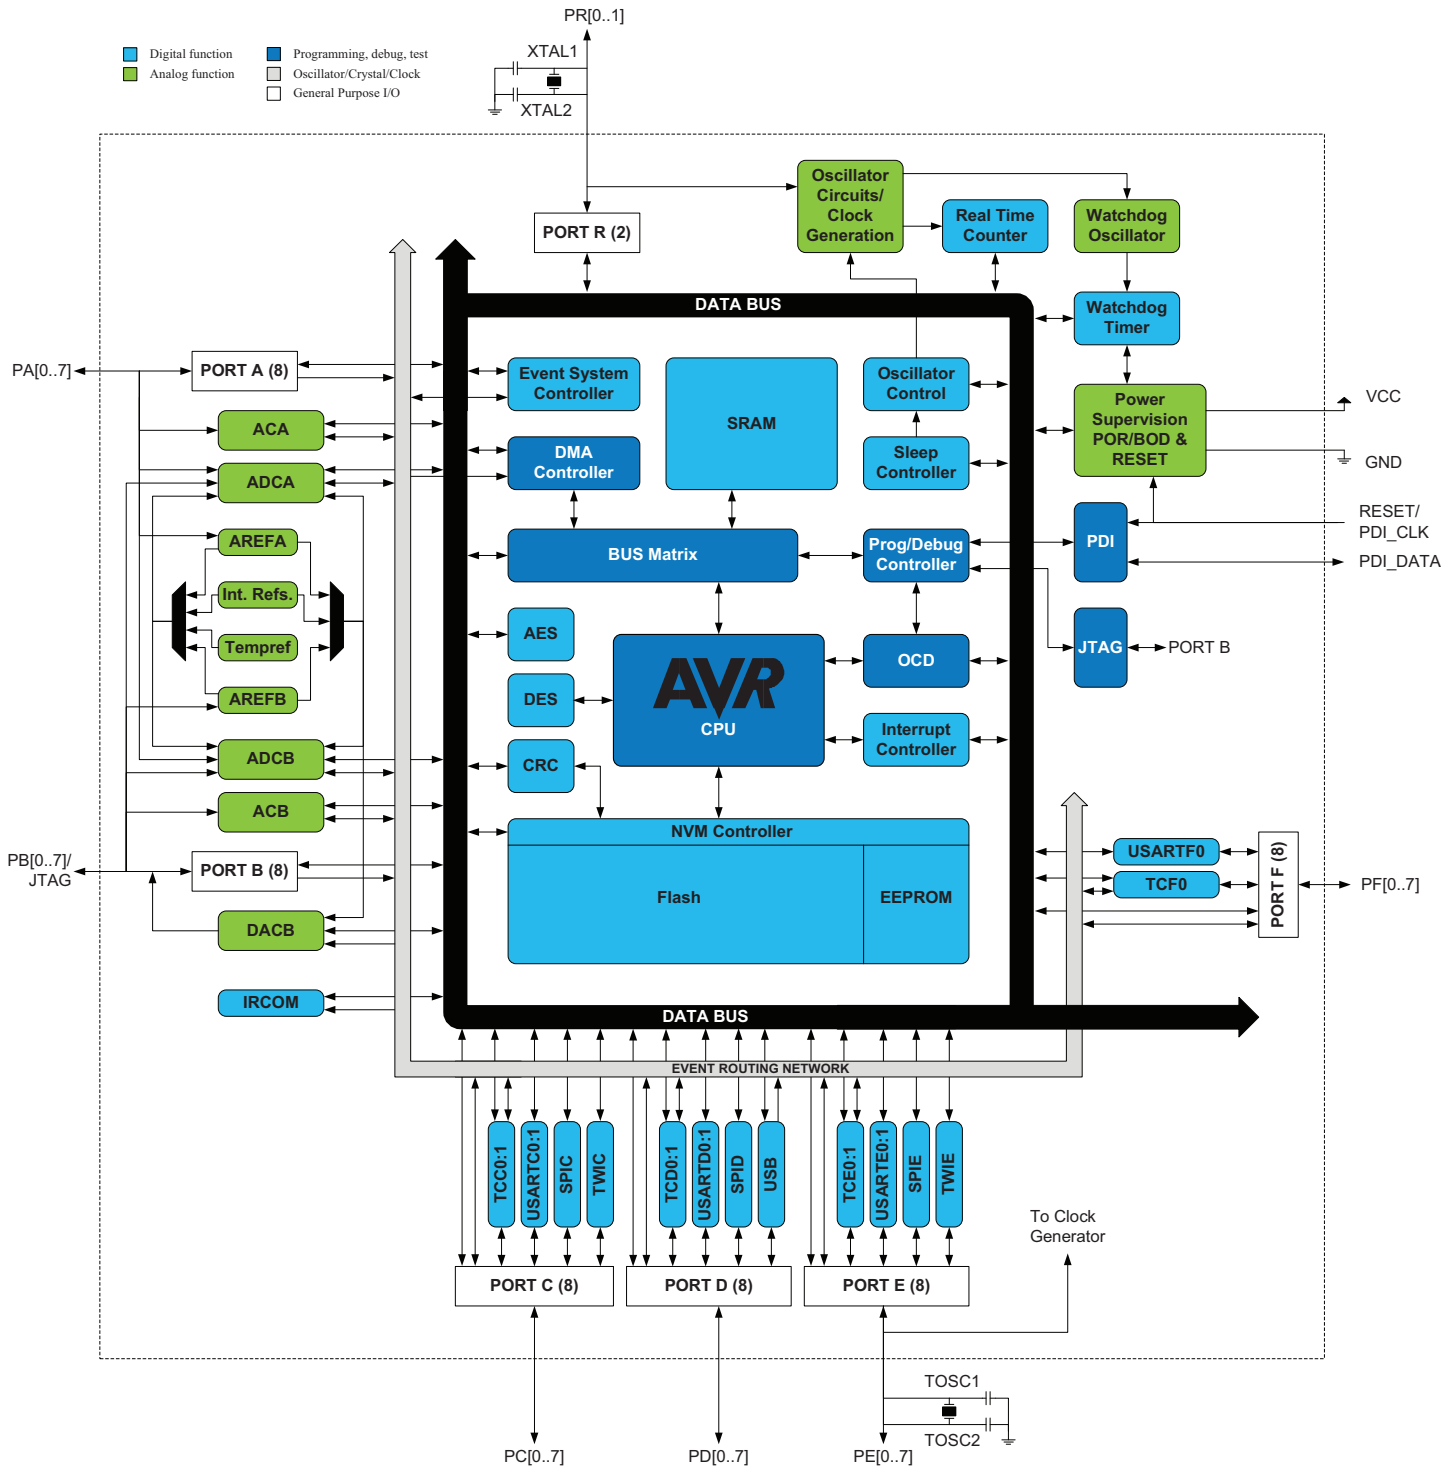 PR[0..1]
XTAL1
XTAL2
Digital function
Analog function
Programming, debug, test
Oscillator/Crystal/Clock
General Purpose I/O
PORT R (2)
Oscillator
Circuits/
Clock
Generation
Real Time
Counter
Watchdog
Oscillator
DATA BUS
Watchdog
Timer
PA[0..7]
PORT A (8)
Event System
Controller
SRAM
Oscillator
Control
Power
Supervision
POR/BOD &
RESET
VCC
GND
ACA
DMA
Controller
Sleep
Controller
ADCA
RESET/
PDI_CLK
PDI_DATA
AREFA
BUS Matrix
Prog/Debug
Controller
PDI
Int. Refs.
AES
Tempref
AVR
CPU
OCD
JTAG
PORT B
AREFB
DES
ADCB
CRC
Interrupt
Controller
ACB
NVM Controller
PB[0..7]/
JTAG
PORT B (8)
Flash
EEPROM
USARTF0
TCF0
PORT F (8)
PF[0..7]
DACB
IRCOM
DATA BUS
EVENT ROUTING NETWORK
TCC0:1
USARTC0:1
SPIC
TWIC
TCD0:1
USARTD0:1
SPID
USB
TCE0:1
USARTE0:1
SPIE
TWIE
To Clock
Generator
PORT C (8)
PORT D (8)
PORT E (8)
TOSC1
TOSC2
PC[0..7]
PD[0..7]
PE[0..7]